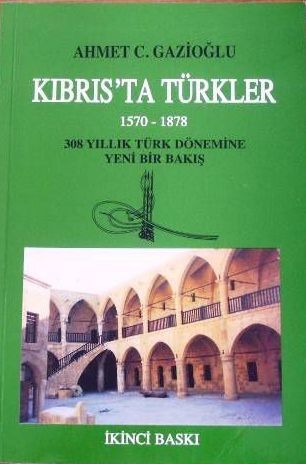 AHMET C. GAZİOĞLU
KIBRIS'TA TÜRKLER
1570 - 1878
308 YILLIK TÜRK DÖNEMİNE
YENİ BİR BAKIŞ
İKİNCİ BASKI